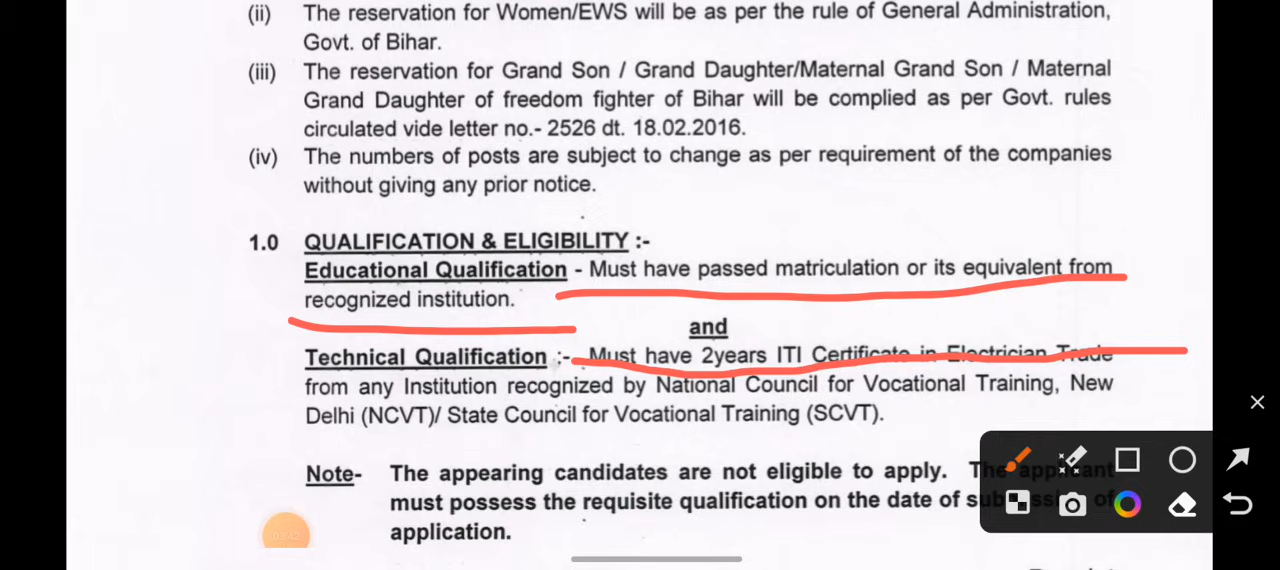 (ii) The reservation for Women/EWS will be as per the rule of General Administration,
Govt. of Bihar.
(iii) The reservation for Grand Son / Grand Daughter/Maternal Grand Son / Maternal
Grand Daughter of freedom fighter of Bihar will be complied as per Govt. rules
circulated vide letter no.- 2526 dt. 18.02.2016.
(iv) The numbers of posts are subject to change as per requirement of the companies
without giving any prior notice.
1.0 QUALIFICATION & ELIGIBILITY :-
Educational Qualification - Must have passed matriculation or its equivalent from
recognized institution.
and
Technical Qualification :- Must have 2years ITI Certificate in Electrician Trade
from any Institution recognized by National Council for Vocational Training, New
Delhi (NCVT)/ State Council for Vocational Training (SCVT).
Note- The appearing candidates are not eligible to apply. The applicant
must possess the requisite qualification on the date of submission of
application.
03:42